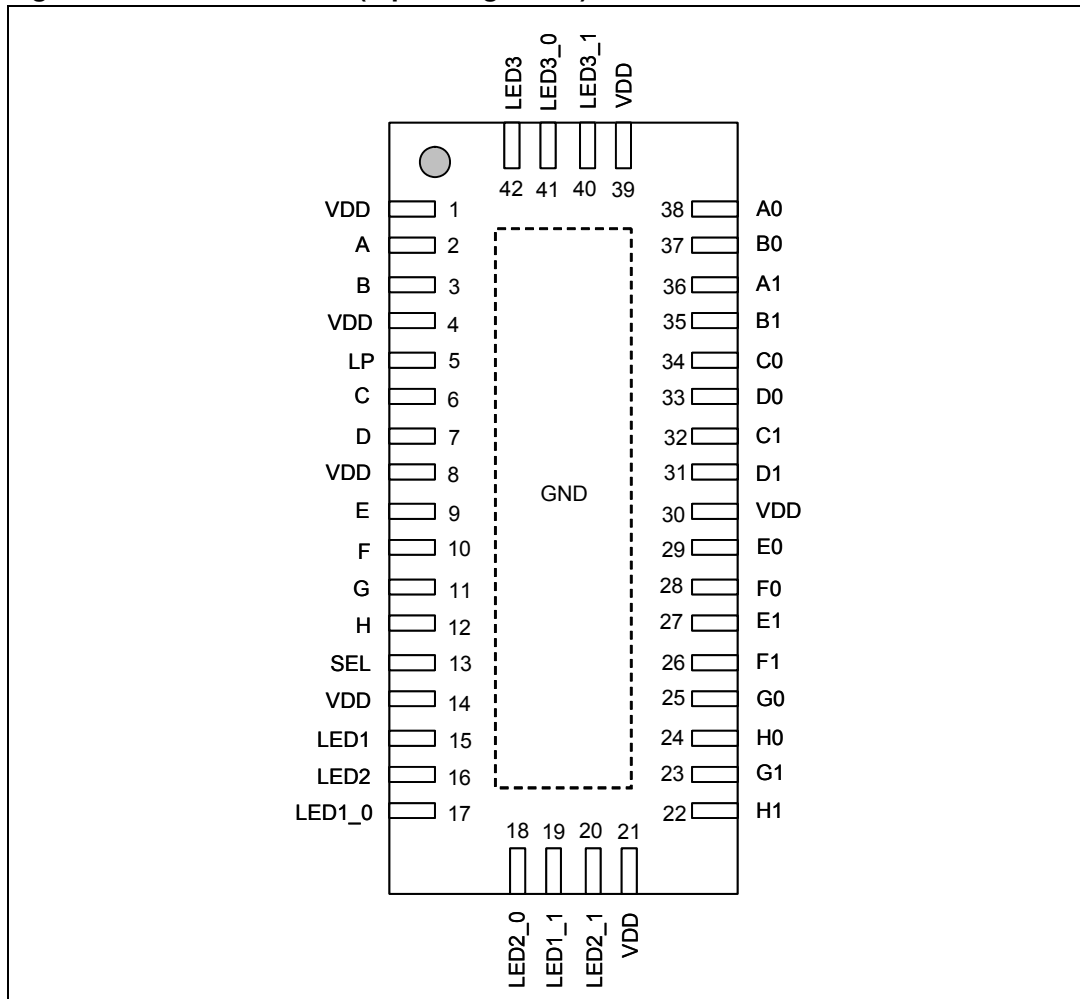 LED3
LED3_0
LED3_1
VDD
42 41 40 39
VDD 1 38 A0
A 2 37 B0
B 3 36 A1
VDD 4 35 B1
LP 5 34 C0
C 6 33 D0
D 7 32 C1
VDD 8 31 D1
GND
E 9 30 VDD
F 10 29 E0
G 11 28 F0
H 12 27 E1
SEL 13 26 F1
VDD 14 25 G0
LED1 15 24 H0
LED2 16 23 G1
LED1_0 17 22 H1
18 19 20 21
LED2_0
LED1_1
LED2_1
VDD